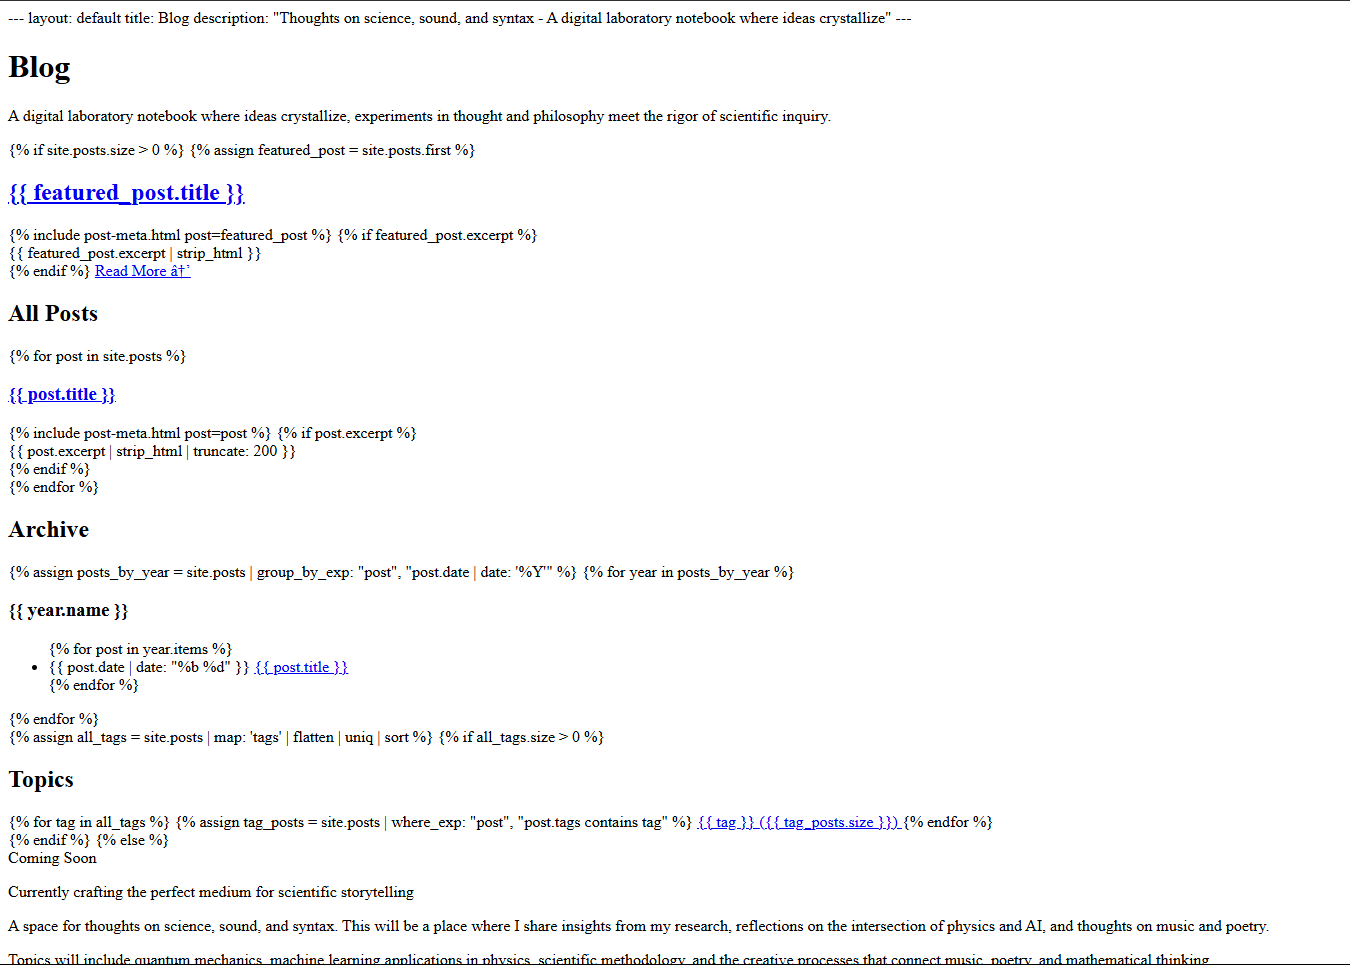 --- layout: default title: Blog description: "Thoughts on science, sound, and syntax - A digital laboratory notebook where ideas crystallize" ---
Blog
A digital laboratory notebook where ideas crystallize, experiments in thought and philosophy meet the rigor of scientific inquiry.
{% if site.posts.size > 0 %} {% assign featured_post = site.posts.first %}
{{ featured_post.title }}
{% include post-meta.html post=featured_post %} {% if featured_post.excerpt %}
{{ featured_post.excerpt | strip_html }}
{% endif %} Read More â†’
All Posts
{% for post in site.posts %}
{{ post.title }}
{% include post-meta.html post=post %} {% if post.excerpt %}
{{ post.excerpt | strip_html | truncate: 200 }}
{% endif %}
{% endfor %}
Archive
{% assign posts_by_year = site.posts | group_by_exp: "post", "post.date | date: '%Y'" %} {% for year in posts_by_year %}
{{ year.name }}
{% for post in year.items %}
• {{ post.date | date: "%b %d" }} {{ post.title }}
{% endfor %}
{% endfor %}
{% assign all_tags = site.posts | map: 'tags' | flatten | uniq | sort %} {% if all_tags.size > 0 %}
Topics
{% for tag in all_tags %} {% assign tag_posts = site.posts | where_exp: "post", "post.tags contains tag" %} {{ tag }} ({{ tag_posts.size }}) {% endfor %}
{% endif %} {% else %}
Coming Soon
Currently crafting the perfect medium for scientific storytelling
A space for thoughts on science, sound, and syntax. This will be a place where I share insights from my research, reflections on the intersection of physics and AI, and thoughts on music and poetry.
Topics will include quantum mechanics, machine learning applications in physics, scientific methodology, and the creative processes that connect music, poetry, and mathematical thinking.